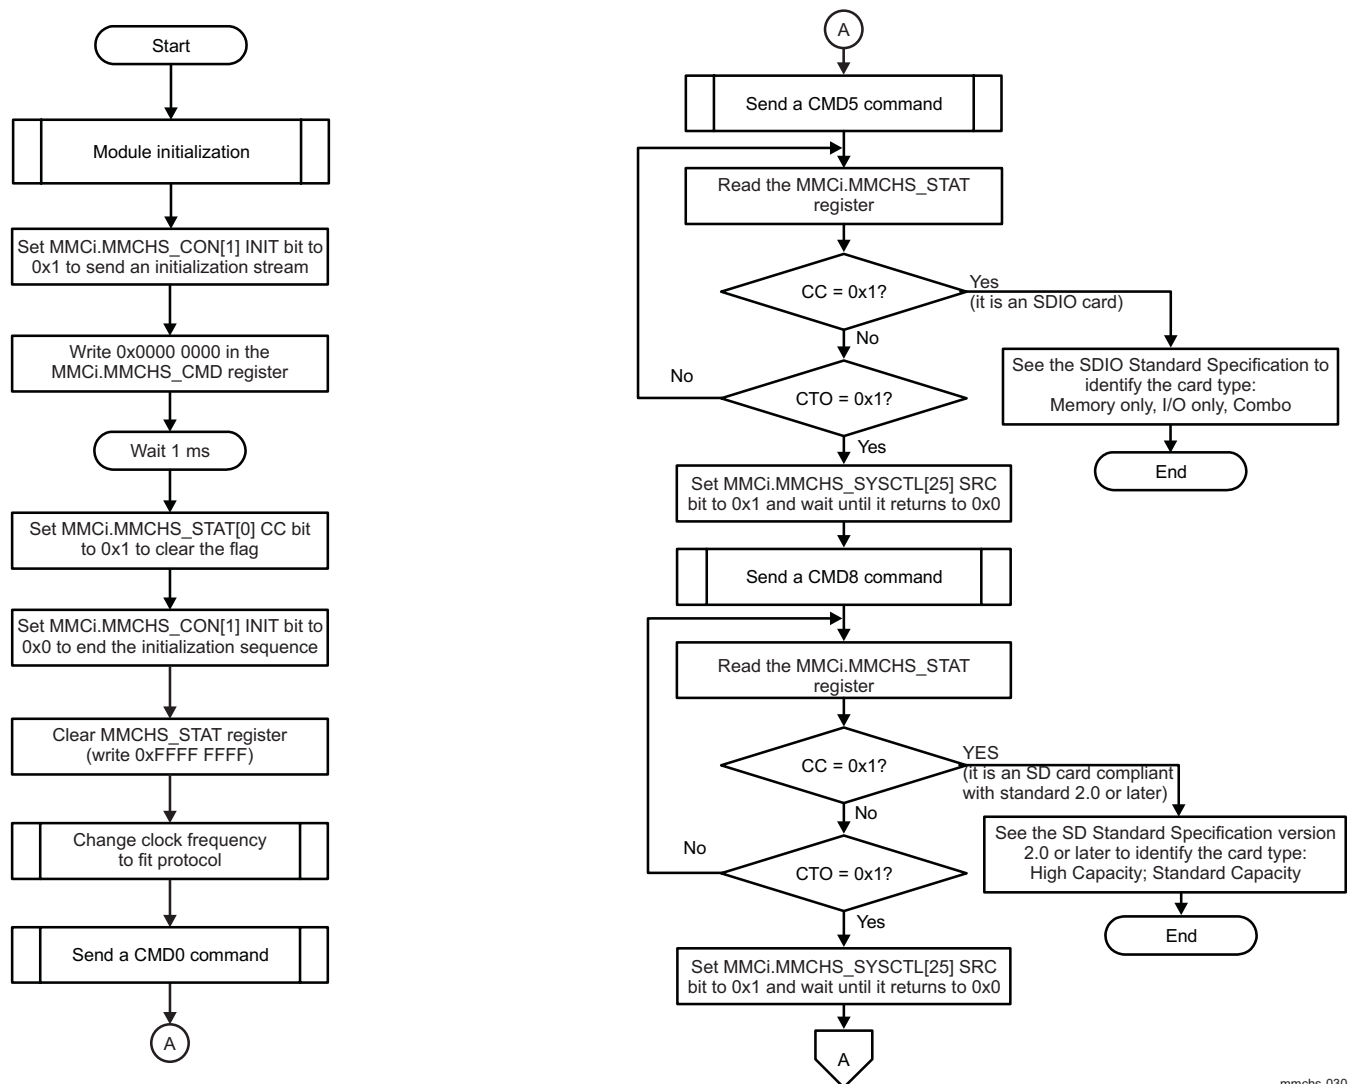 Start
Module initialization
Set MMCi.MMCHS_CON[1] INIT bit to
0x1 to send an initialization stream
Write 0x0000 0000 in the
MMCi.MMCHS_CMD register
Wait 1 ms
Set MMCi.MMCHS_STAT[0] CC bit
to 0x1 to clear the flag
Set MMCi.MMCHS_CON[1] INIT bit to
0x0 to end the initialization sequence
Clear MMCHS_STAT register
(write 0xFFFF FFFF)
Change clock frequency
to fit protocol
Send a CMD0 command
A
A
Send a CMD5 command
Read the MMCi.MMCHS_STAT
register
CC = 0x1?
Yes
(it is an SDIO card)
No
See the SDIO Standard Specification to
identify the card type:
Memory only, I/O only, Combo
End
CTO = 0x1?
No
Yes
Set MMCi.MMCHS_SYSCTL[25] SRC
bit to 0x1 and wait until it returns to 0x0
Send a CMD8 command
Read the MMCi.MMCHS_STAT
register
CC = 0x1?
YES
(it is an SD card compliant
with standard 2.0 or later)
No
See the SD Standard Specification version
2.0 or later to identify the card type:
High Capacity; Standard Capacity
End
CTO = 0x1?
No
Yes
Set MMCi.MMCHS_SYSCTL[25] SRC
bit to 0x1 and wait until it returns to 0x0
A
mmchs-030